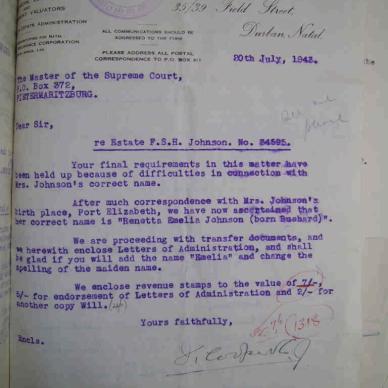 VALUATORS
ESTATE ADMINISTRATION
INSURANCE CORPORATION
ALL COMMUNICATIONS SHOULD BE
ADDRESSED TO THE FIRM
PLEASE ADDRESS ALL POSTAL
CORRESPONDENCE TO P.O. BOX
35/39 Field Street,
Durban, Natal
20th July, 1943.
The Master of the Supreme Court,
P.O. Box 372,
PIETERMARITZBURG.
Dear Sir,
re Estate F.S.H. Johnson. No.
Your final requirements in this matter have
been held up because of difficulties in connection with
Mrs. Johnson's correct name.
After much correspondence with Mrs. Johnson's
birth place, Port Elizabeth, we have now ascertained that
her correct name is "Renetta Emelia Johnson (born Bushard)".
We are proceeding with transfer documents, and
we herewith enclose Letters of Administration, and shall
be glad if you will add the name "Emelia" and change the
spelling of the maiden name.
We enclose revenue stamps to the value of 7/-,
5/- for endorsement of Letters of Administration and 2/- for
another copy Will.
Yours faithfully,
1318
Encls.